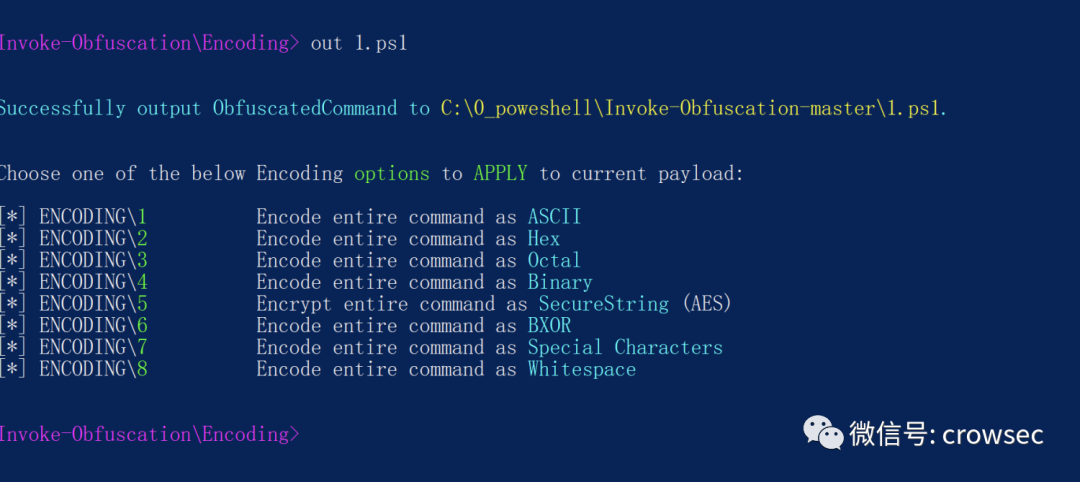 Invoke-Obfuscation\Encoding> out 1.ps1
Successfully output ObfuscatedCommand to C:\0_poweshell\Invoke-Obfuscation-master\1.ps1.
Choose one of the below Encoding options to APPLY to current payload:
[*] ENCODING\1 Encode entire command as ASCII
[*] ENCODING\2 Encode entire command as Hex
[*] ENCODING\3 Encode entire command as Octal
[*] ENCODING\4 Encode entire command as Binary
[*] ENCODING\5 Encrypt entire command as SecureString (AES)
[*] ENCODING\6 Encode entire command as BXOR
[*] ENCODING\7 Encode entire command as Special Characters
[*] ENCODING\8 Encode entire command as Whitespace
Invoke-Obfuscation\Encoding>
微信号: crowsec